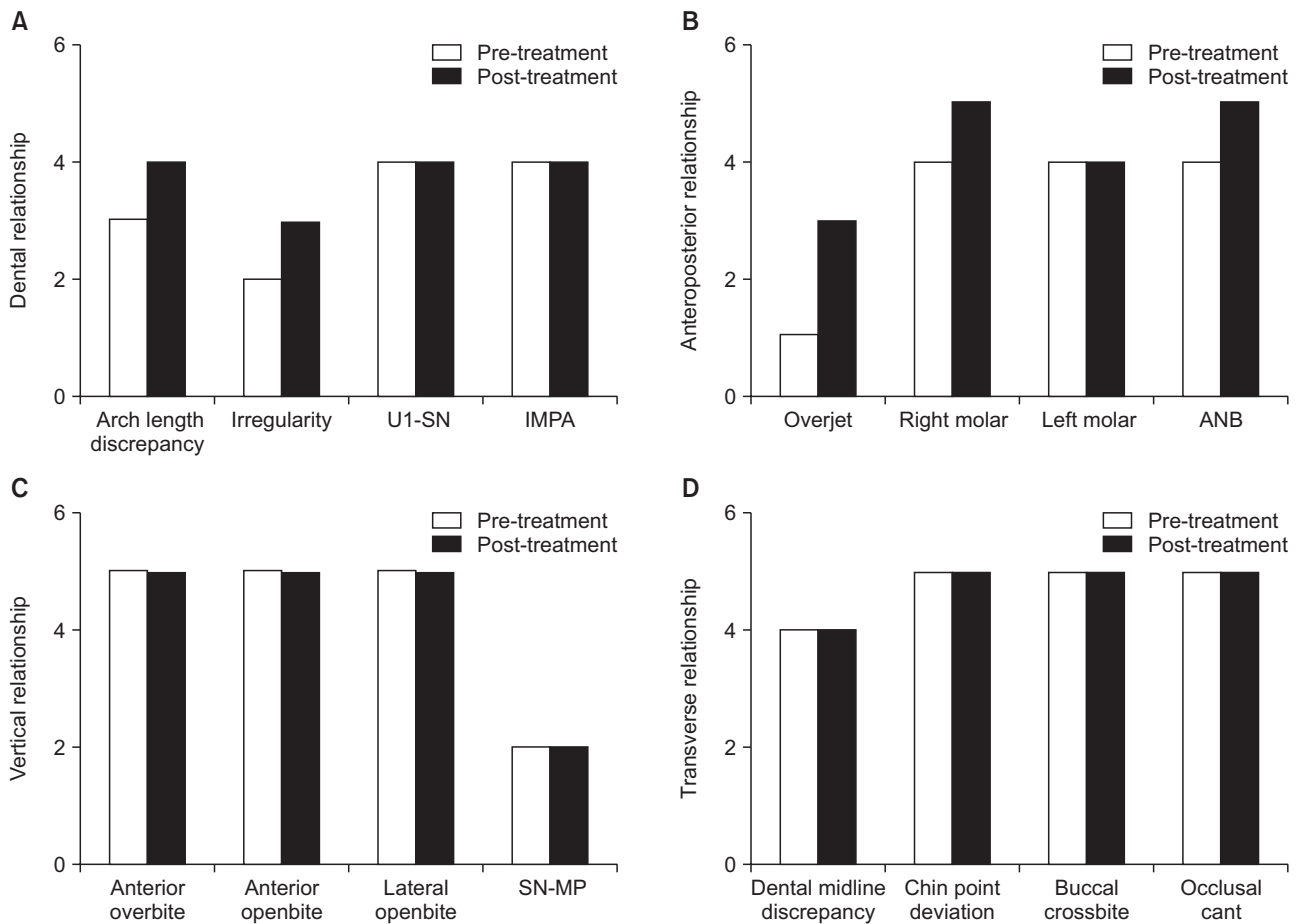 A
6
4
2
0
Dental relationship
Pre-treatment
Post-treatment
Arch length
discrepancy
Irregularity
U1-SN
IMPA
B
6
4
2
0
Anteroposterior relationship
Pre-treatment
Post-treatment
Overjet
Right molar
Left molar
ANB
C
6
4
2
0
Vertical relationship
Pre-treatment
Post-treatment
Anterior
overbite
Anterior
openbite
Lateral
openbite
SN-MP
D
6
4
2
0
Transverse relationship
Pre-treatment
Post-treatment
Dental midline
discrepancy
Chin point
deviation
Buccal
crossbite
Occlusal
cant